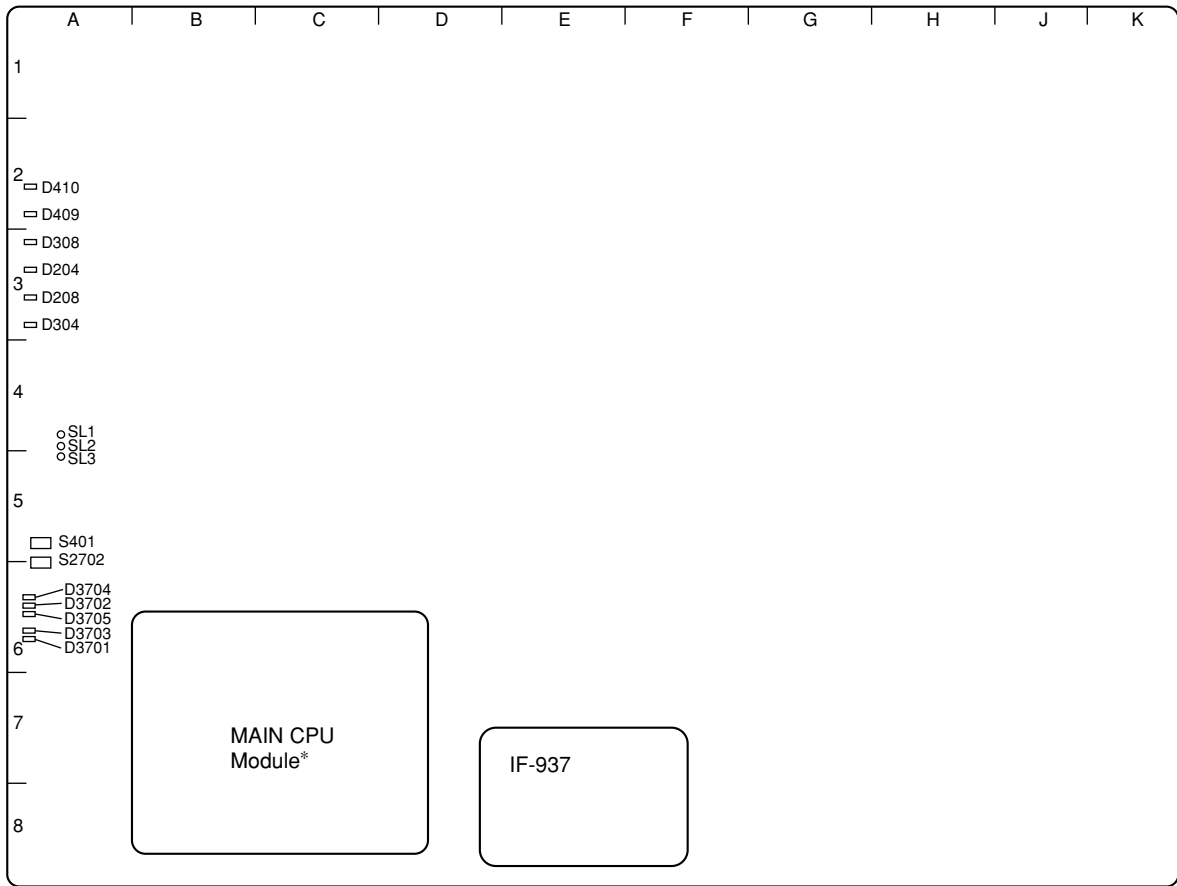 A B C D E F G H J K
1
2
D410
D409
D308
D204
3
D208
D304
4
SL1
SL2
SL3
5
S401
S2702
D3704
D3702
D3705
D3703
D3701
6
7
MAIN CPU
Module*
IF-937
8